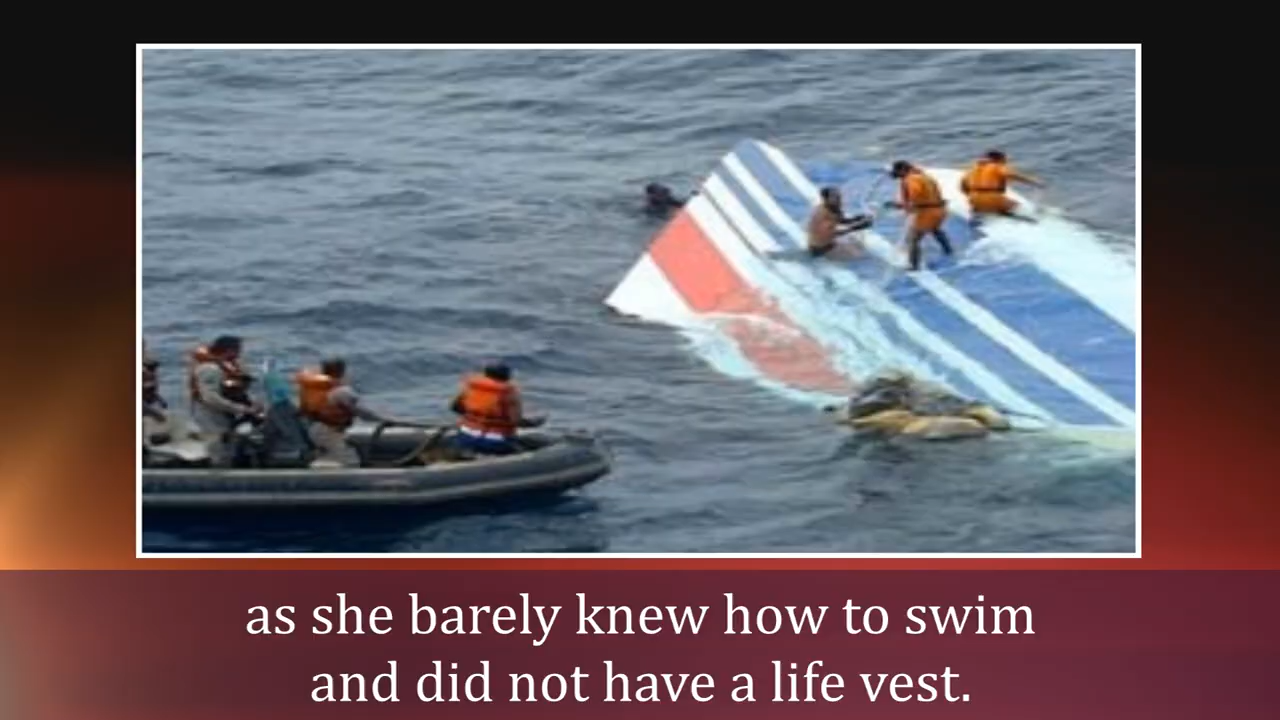 as she barely knew how to swim
and did not have a life vest.